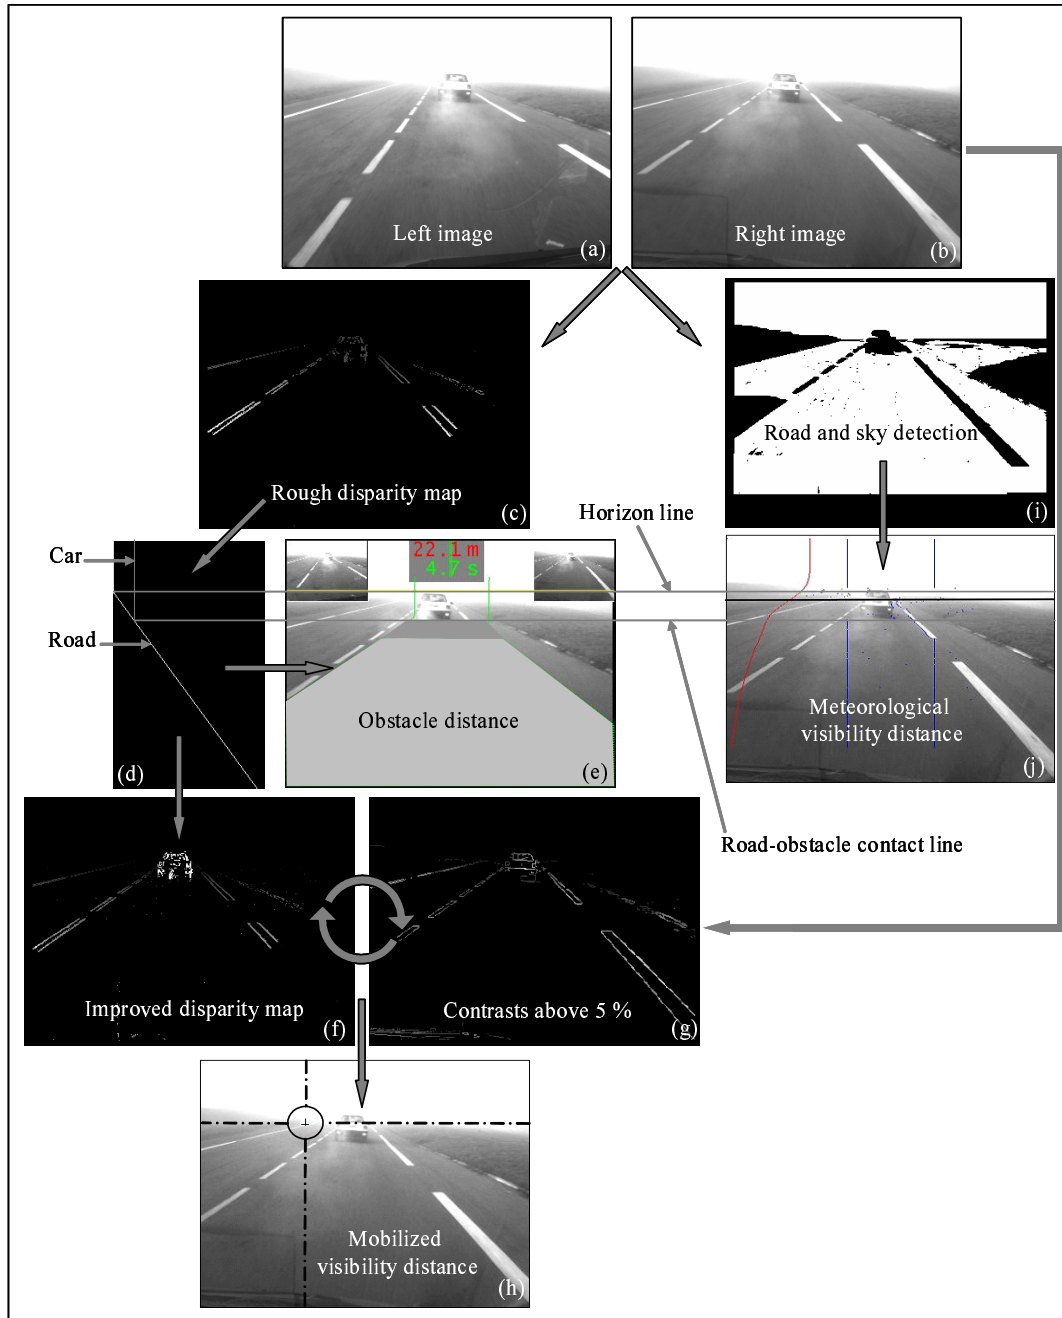 Left image
(a)
Right image
(b)
Rough disparity map
(c)
Road and sky detection
(i)
Horizon line
Car
Road
(d)
22.1 m
4.7 s
Obstacle distance
(e)
Meteorological
visibility distance
(j)
Road-obstacle contact line
Improved disparity map
(f)
Contrasts above 5 %
(g)
Mobilized
visibility distance
(h)